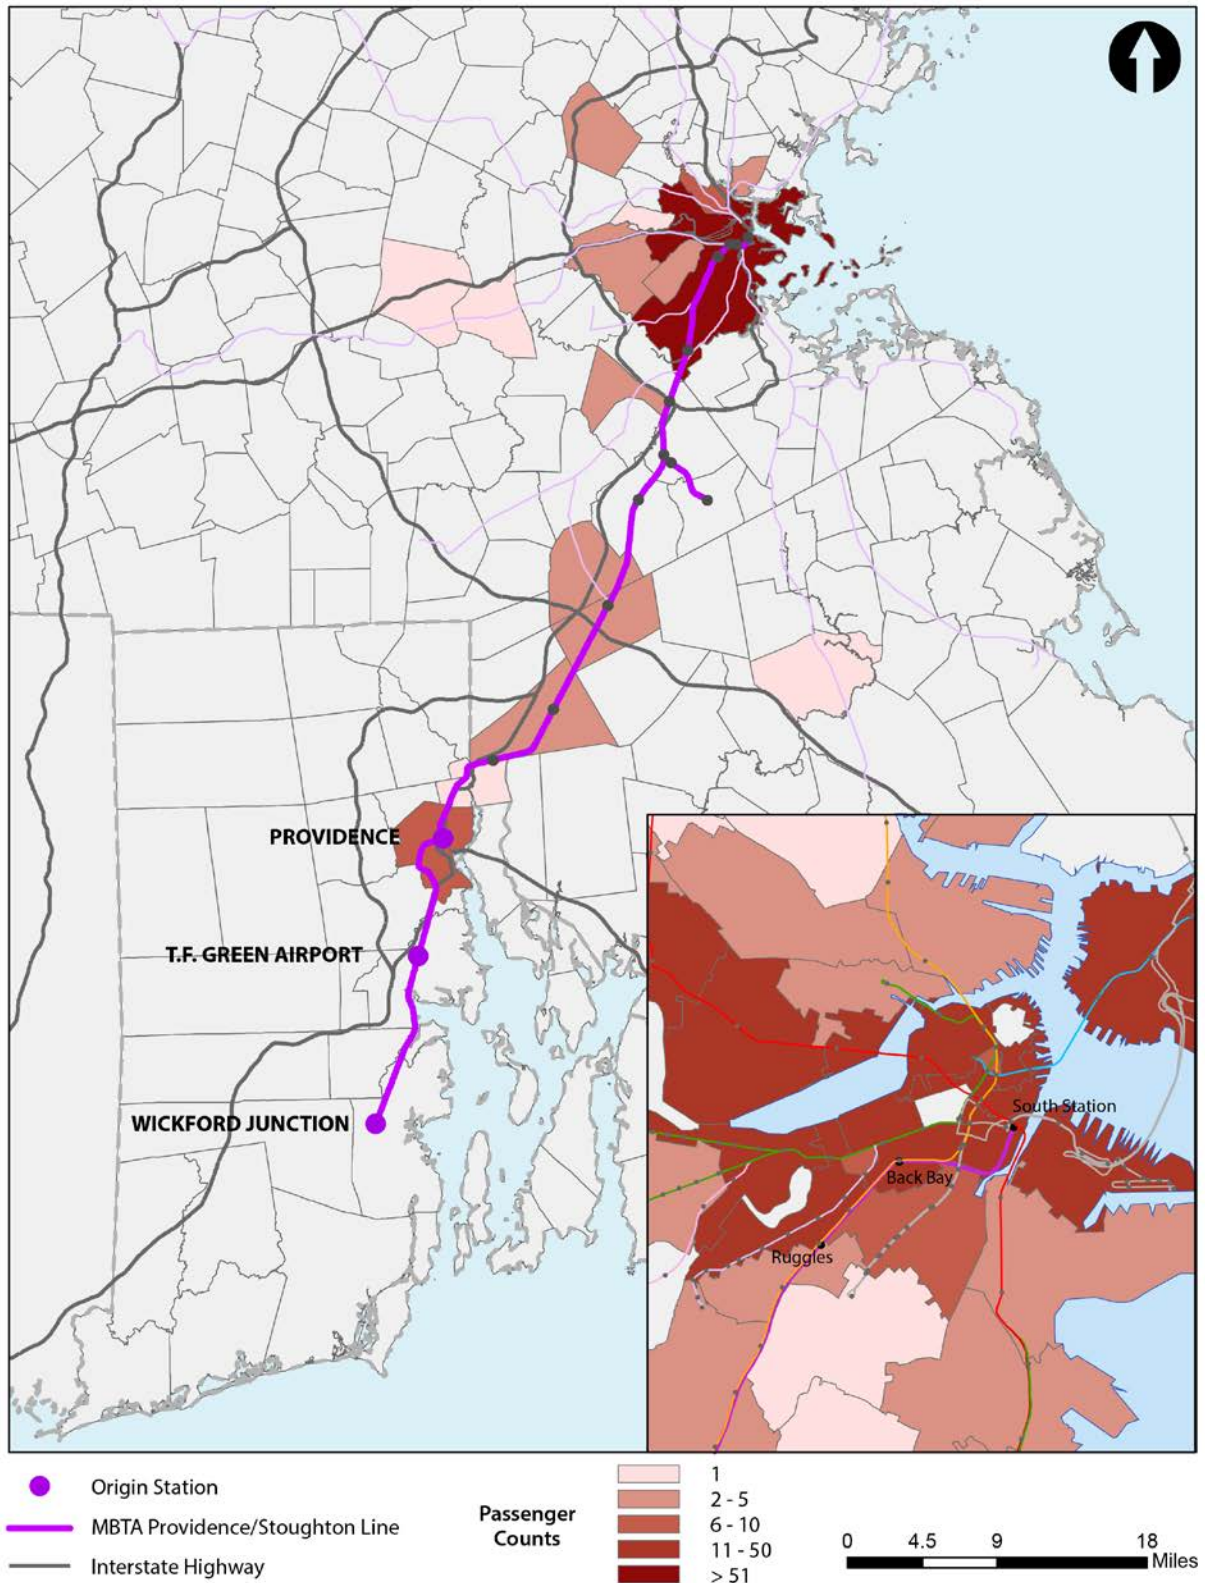 PROVIDENCE
T.F. GREEN AIRPORT
WICKFORD JUNCTION
South Station
Back Bay
Ruggles
Origin Station
MBTA Providence/Stoughton Line
Interstate Highway
Passenger
Counts
1
2 - 5
6 - 10
11 - 50
> 51
0 4.5 9 18
Miles